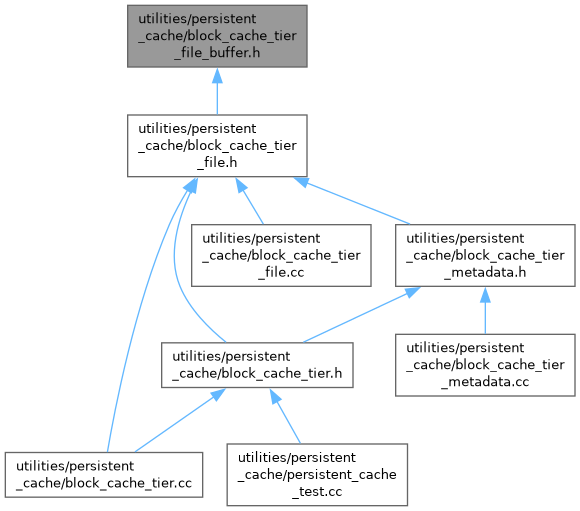 utilities/persistent
_cache/block_cache_tier
_file_buffer.h
utilities/persistent
_cache/block_cache_tier
_file.h
utilities/persistent
_cache/block_cache_tier
_file.cc
utilities/persistent
_cache/block_cache_tier
_metadata.h
utilities/persistent
_cache/block_cache_tier.h
utilities/persistent
_cache/block_cache_tier
_metadata.cc
utilities/persistent
_cache/block_cache_tier.cc
utilities/persistent
_cache/persistent_cache
_test.cc